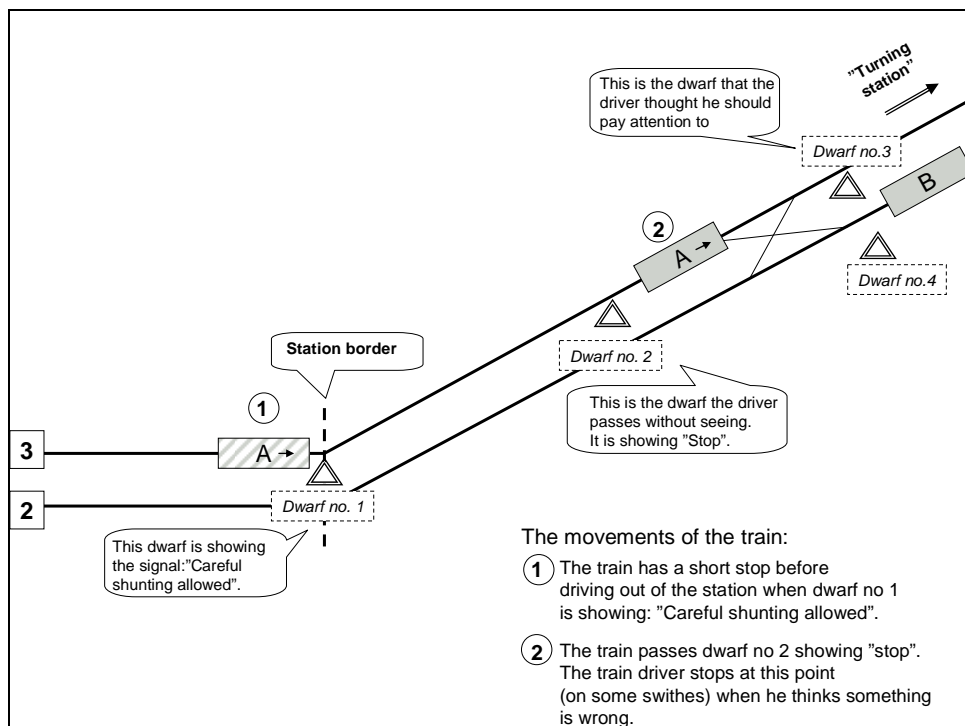 ”Turning
station”
This is the dwarf that the
driver thought he should
pay attention to
Dwarf no.3
B
2
A
Dwarf no.4
Station border
Dwarf no. 2
This is the dwarf the driver
passes without seeing.
It is showing ”Stop”.
1
3
A
2
Dwarf no. 1
This dwarf is showing
the signal:”Careful
shunting allowed”.
The movements of the train:
1 The train has a short stop before
driving out of the station when dwarf no 1
is showing: ”Careful shunting allowed”.
2 The train passes dwarf no 2 showing ”stop”.
The train driver stops at this point
(on some swithes) when he thinks something
is wrong.